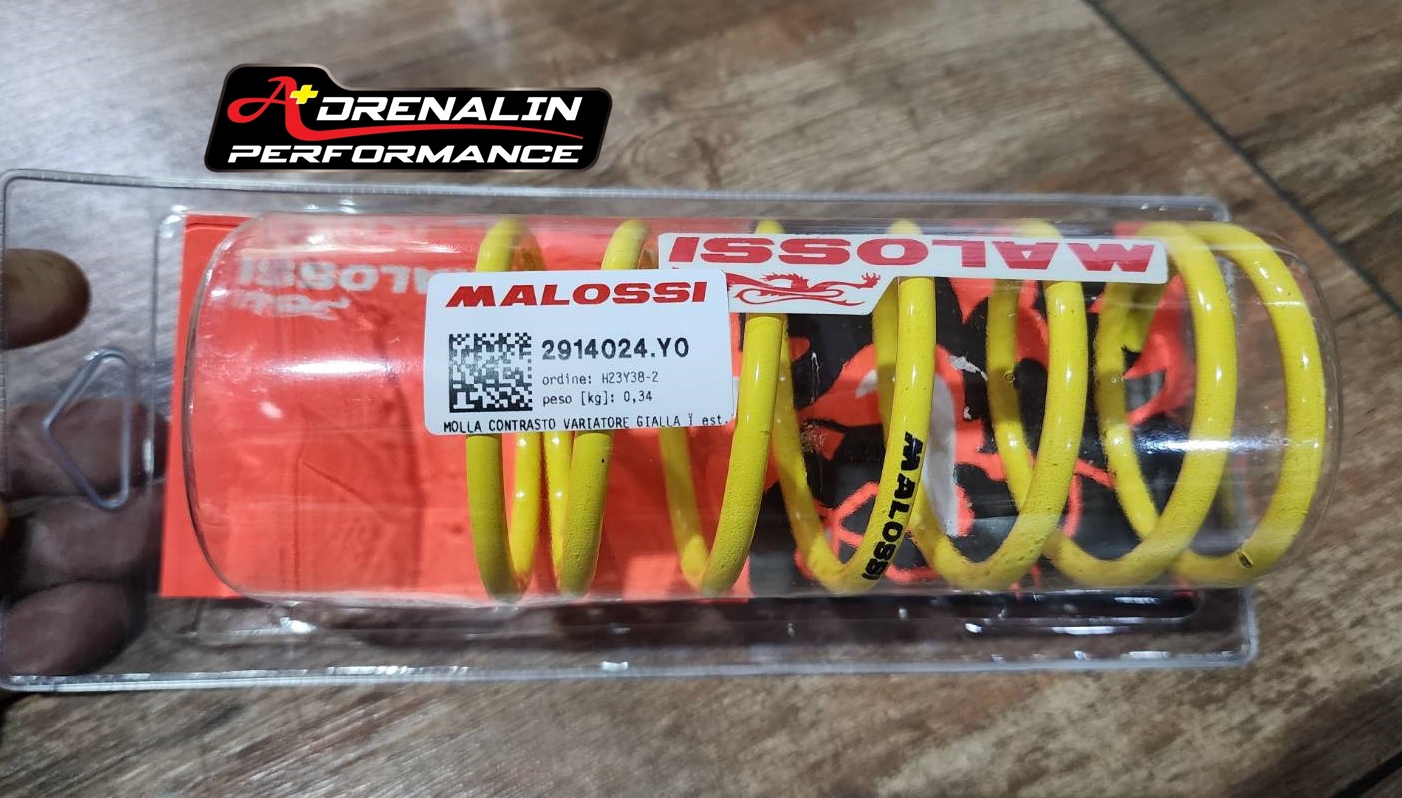 A+DRENALIN
PERFORMANCE
MALOSSI
MALOSSI
MALOSSI
2914024.Y0
ordine: H23Y38-2
peso [kg]: 0,34
MOLLA CONTRASTO VARIATORE GIALLA Ÿ est.
MALOSSI